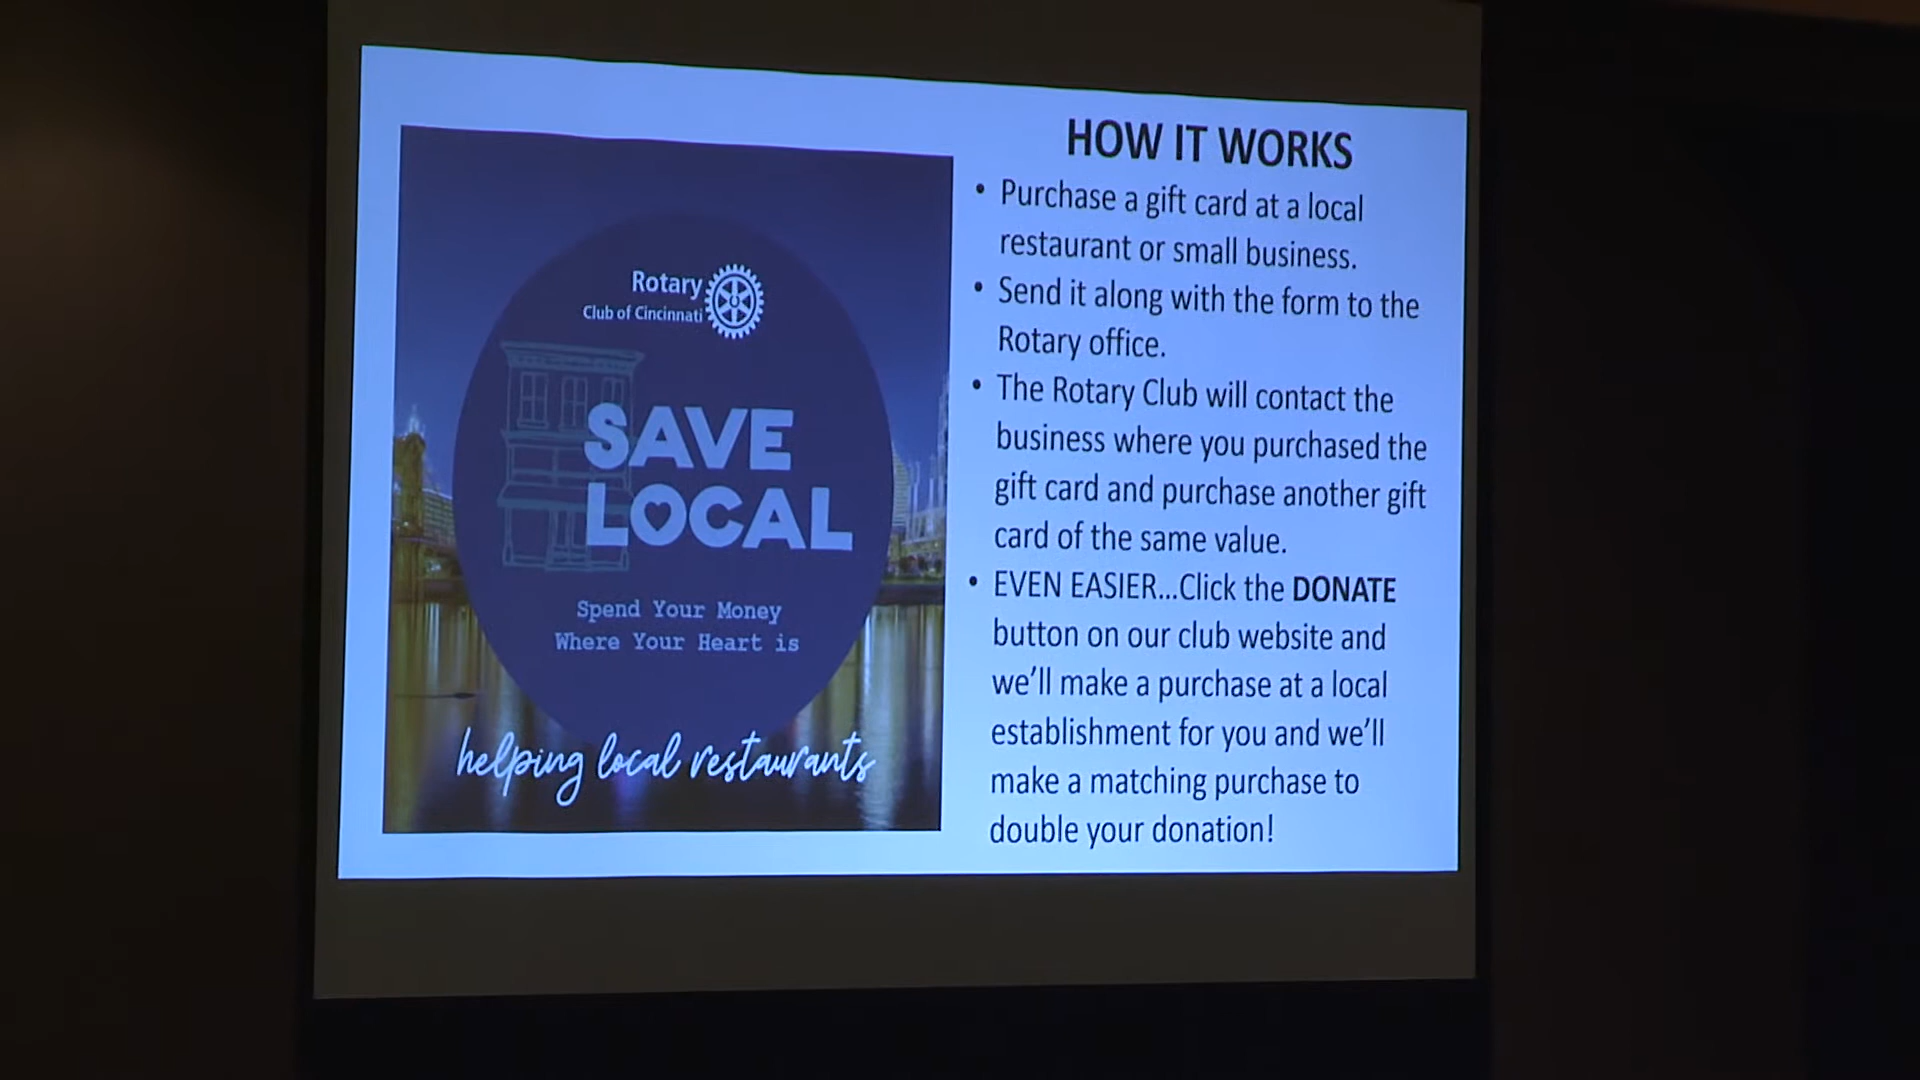 Rotary
Club of Cincinnati
SAVE
LOCAL
Spend Your Money
Where Your Heart is
helping local restaurants
HOW IT WORKS
• Purchase a gift card at a local
restaurant or small business.
• Send it along with the form to the
Rotary office.
• The Rotary Club will contact the
business where you purchased the
gift card and purchase another gift
card of the same value.
• EVEN EASIER...Click the DONATE
button on our club website and
we'll make a purchase at a local
establishment for you and we'll
make a matching purchase to
double your donation!